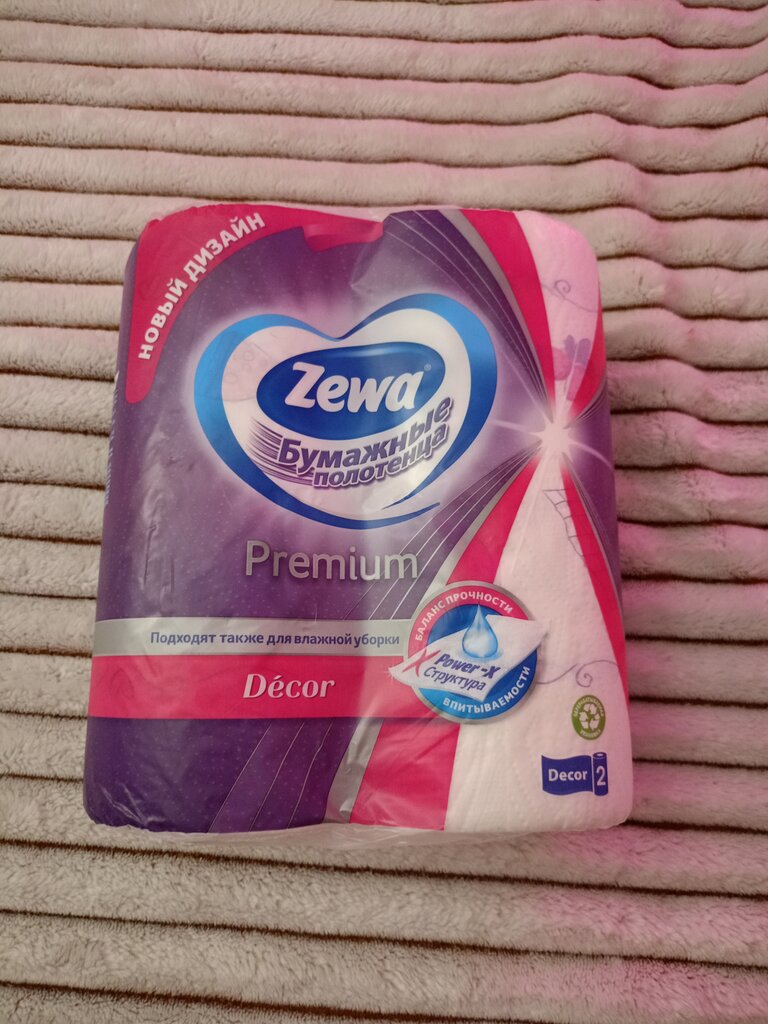 НОВЫЙ ДИЗАЙН
Zewa®
Бумажные
полотенца
Premium
Подходят также для влажной уборки
Décor
БАЛАНС ПРОЧНОСТИ
Power-X
Структура
ВПИТЫВАЕМОСТИ
Decor 2